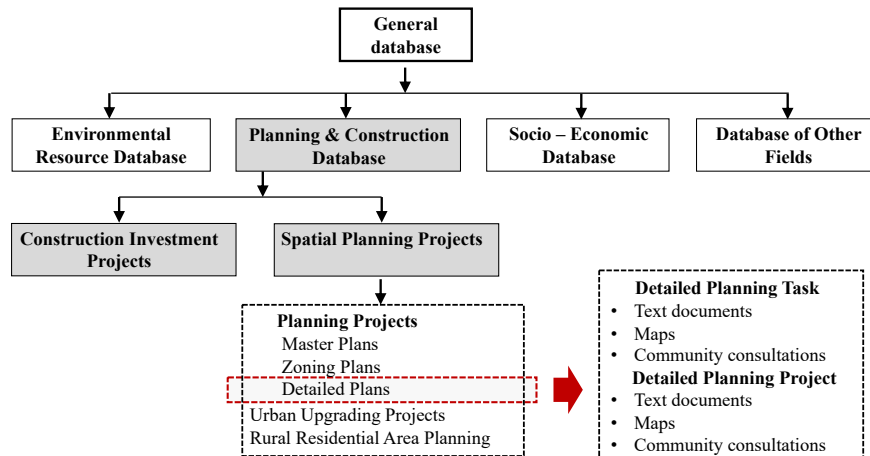 General
database
Environmental
Resource Database
Planning & Construction
Database
Socio – Economic
Database
Database of Other
Fields
Construction Investment
Projects
Spatial Planning Projects
Planning Projects
Master Plans
Zoning Plans
Detailed Plans
Urban Upgrading Projects
Rural Residential Area Planning
Detailed Planning Task
• Text documents
• Maps
• Community consultations
Detailed Planning Project
• Text documents
• Maps
• Community consultations